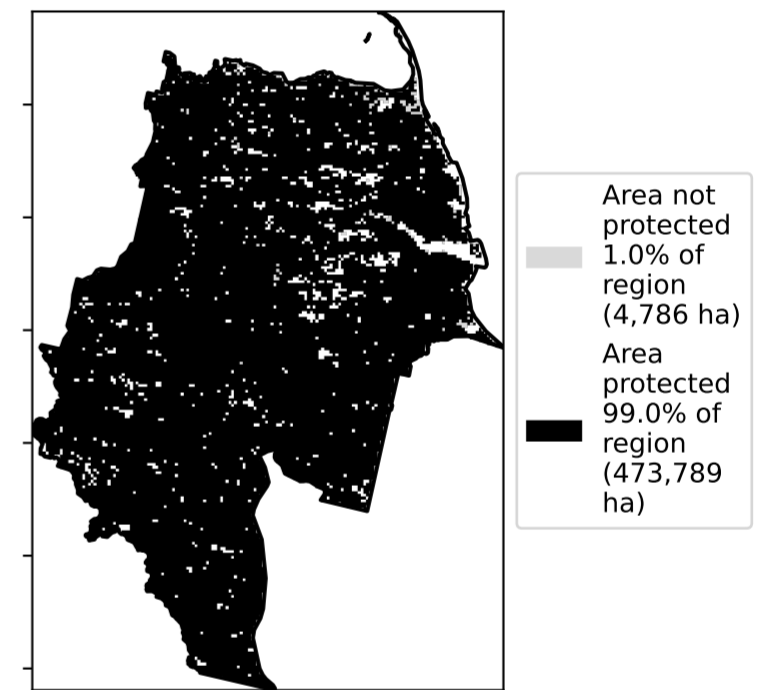 Area not
protected
1.0% of
region
(4,786 ha)
Area
protected
99.0% of
region
(473,789
ha)